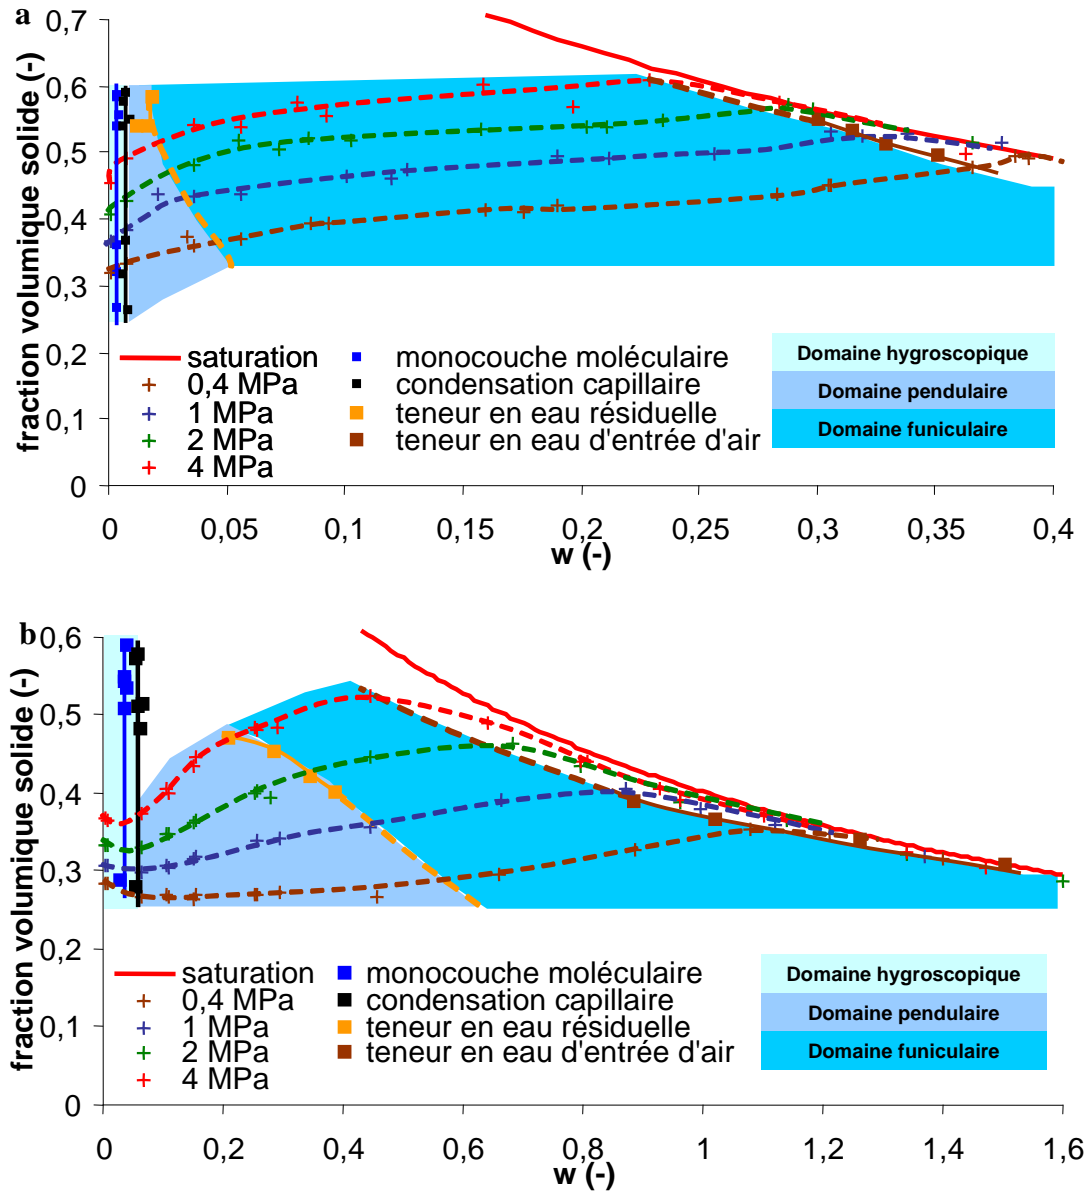 a
fraction volumique solide (-)
0,7
0,6
0,5
0,4
0,3
0,2
0,1
0
0 0,05 0,1 0,15 0,2 0,25 0,3 0,35 0,4
w (-)
saturation
0,4 MPa
1 MPa
2 MPa
4 MPa
monocouche moléculaire
condensation capillaire
teneur en eau résiduelle
teneur en eau d'entrée d'air
Domaine hygroscopique
Domaine pendulaire
Domaine funiculaire
b
fraction volumique solide (-)
0,6
0,5
0,4
0,3
0,2
0,1
0
0 0,2 0,4 0,6 0,8 1 1,2 1,4 1,6
w (-)
saturation
0,4 MPa
1 MPa
2 MPa
4 MPa
monocouche moléculaire
condensation capillaire
teneur en eau résiduelle
teneur en eau d'entrée d'air
Domaine hygroscopique
Domaine pendulaire
Domaine funiculaire